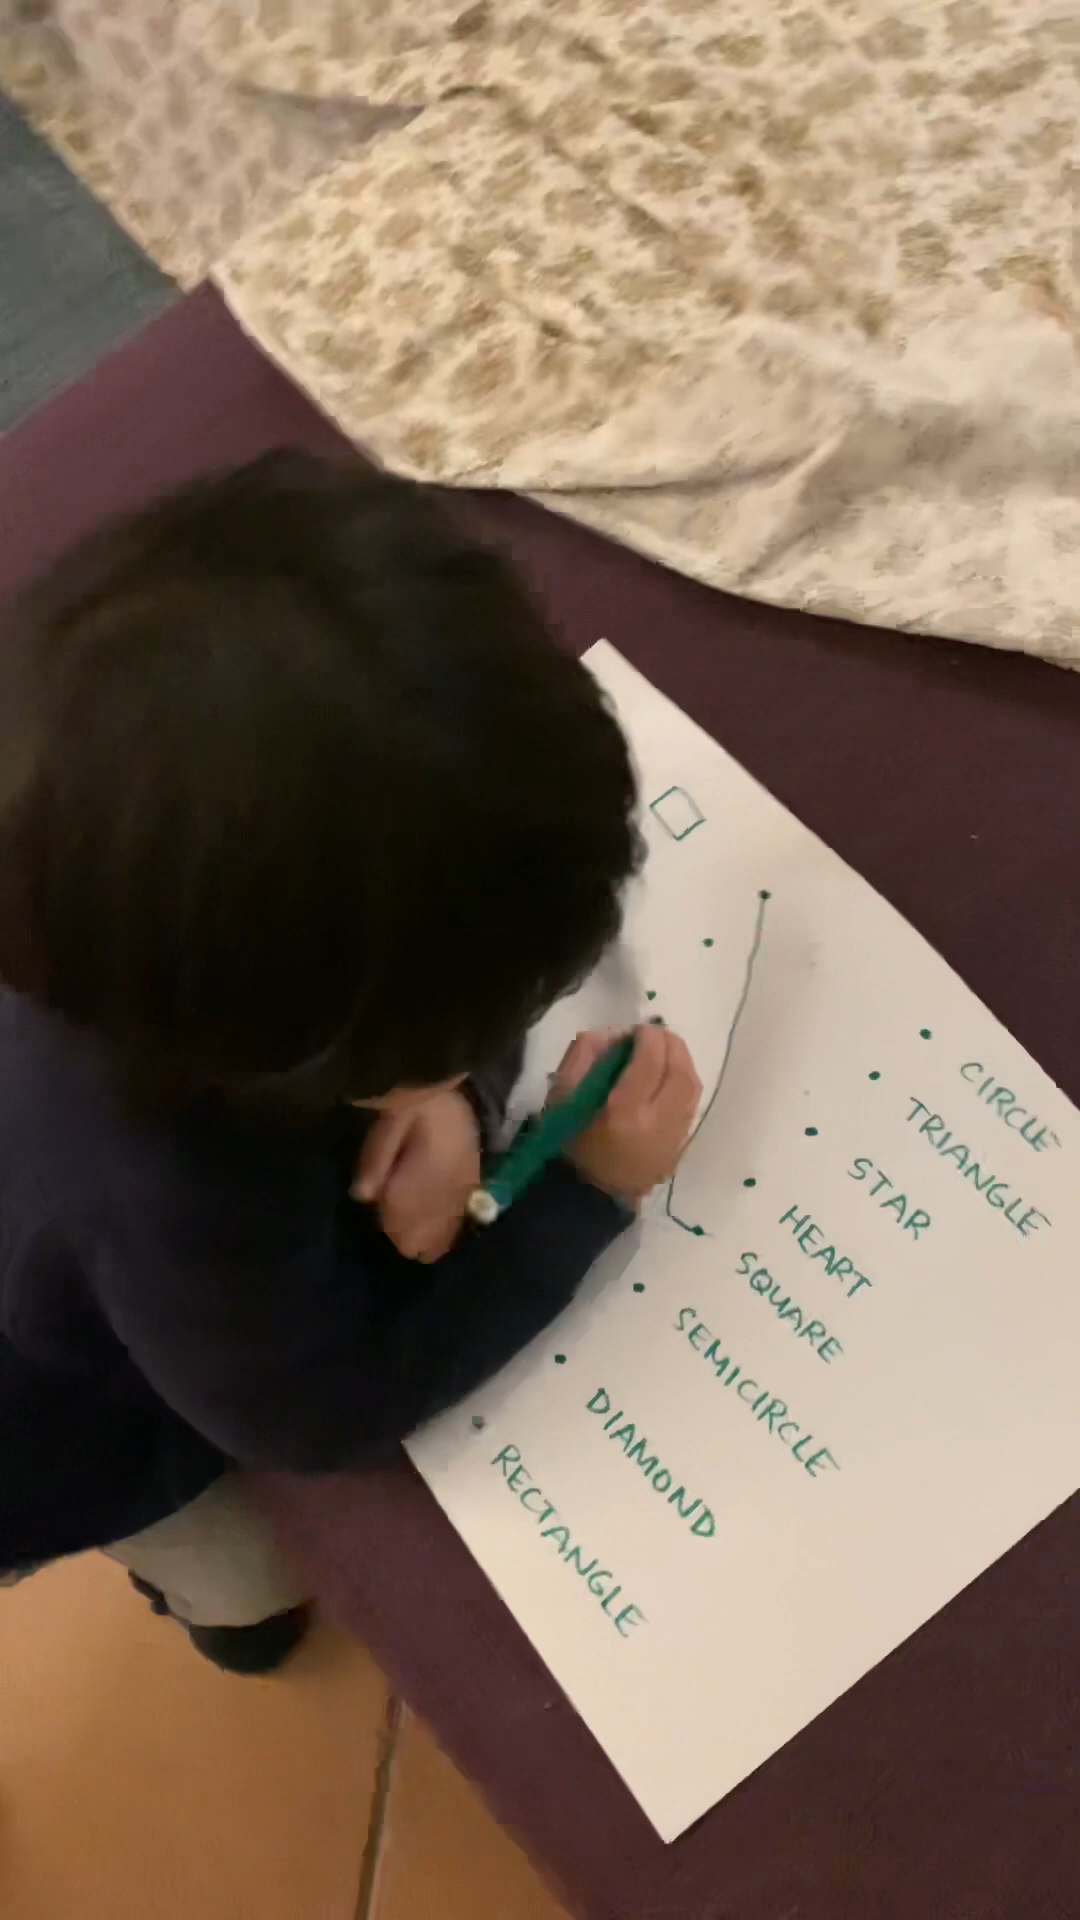 CIRCLE
TRIANGLE
STAR
HEART
SQUARE
SEMICIRCLE
DIAMOND
RECTANGLE